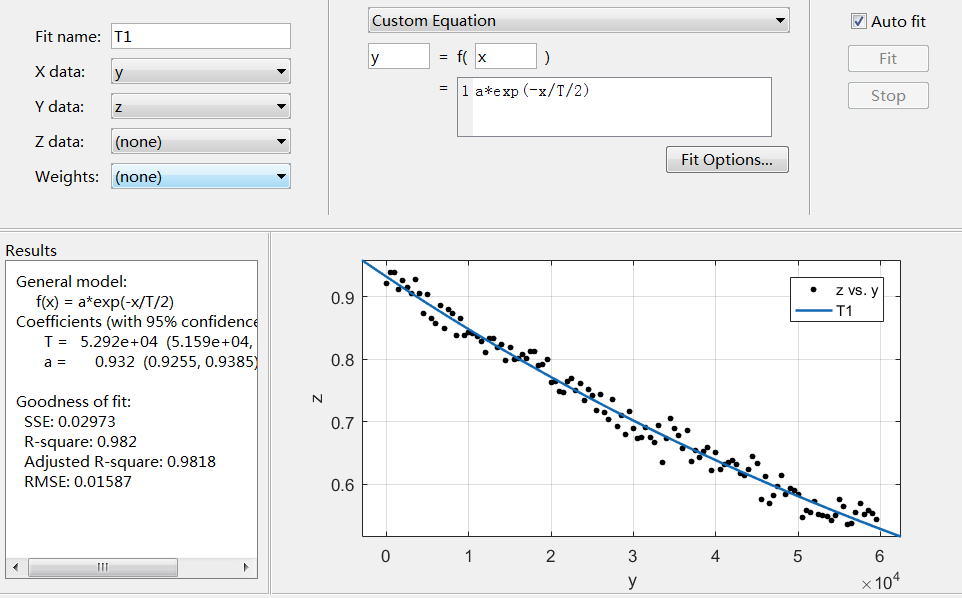 Fit name: T1
X data: y
Y data: z
Z data: (none)
Weights: (none)
Custom Equation
y = f( x )
= 1 a*exp(-x/T/2)
Fit Options...
Auto fit
Fit
Stop
Results
General model:
f(x) = a*exp(-x/T/2)
Coefficients (with 95% confidence
T = 5.292e+04 (5.159e+04,
a = 0.932 (0.9255, 0.9385)
Goodness of fit:
SSE: 0.02973
R-square: 0.982
Adjusted R-square: 0.9818
RMSE: 0.01587
z vs. y
T1
0.9
0.8
0.7
0.6
z
0 1 2 3 4 5 6
y
×10⁴